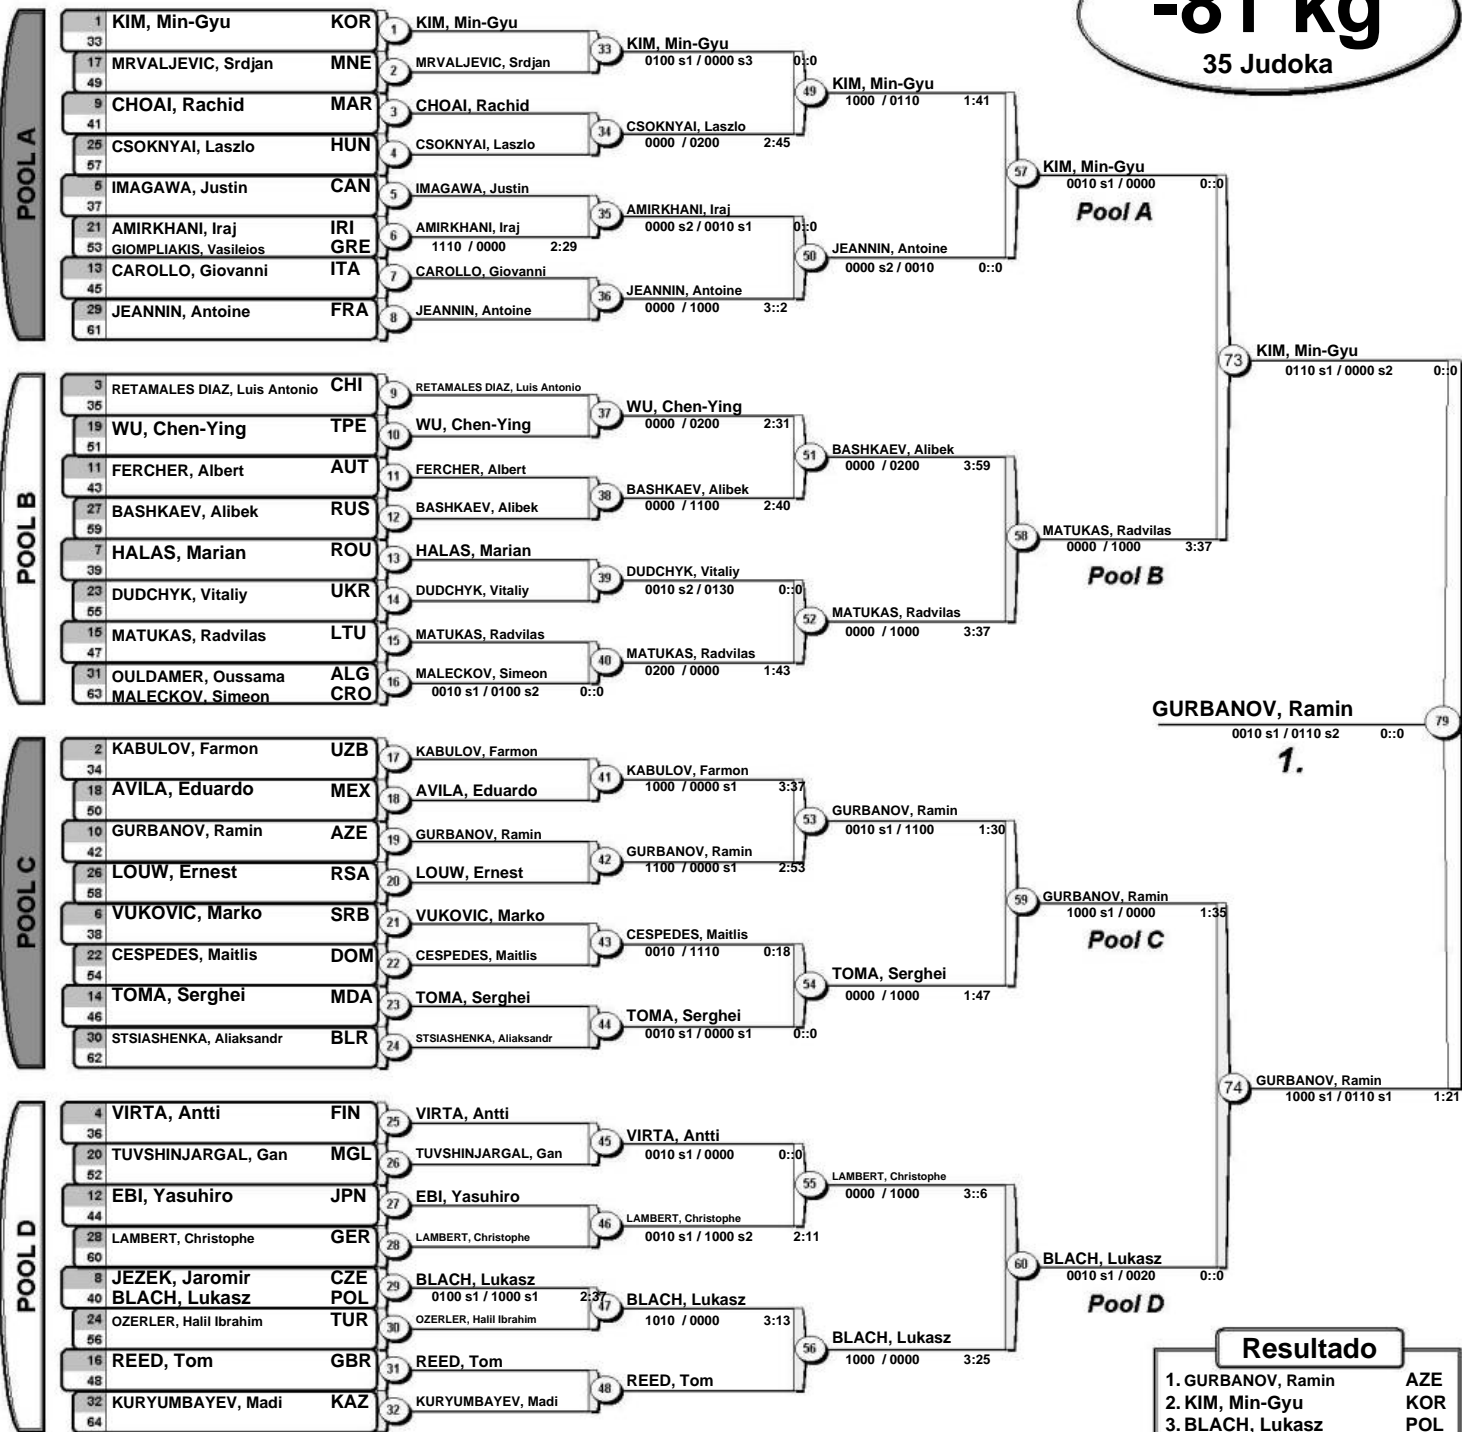 -81 kg
35 Judoka
POOL A
1 KIM, Min-Gyu KOR
33
17 MRVALJEVIC, Srdjan MNE
49
9 CHOAI, Rachid MAR
41
25 CSOKNYAI, Laszlo HUN
57
5 IMAGAWA, Justin CAN
37
21 AMIRKHANI, Iraj IRI
53 GIOMPLIAKIS, Vasileios GRE
13 CAROLLO, Giovanni ITA
45
29 JEANNIN, Antoine FRA
61
1 KIM, Min-Gyu
2 MRVALJEVIC, Srdjan
3 CHOAI, Rachid
4 CSOKNYAI, Laszlo
5 IMAGAWA, Justin
6 AMIRKHANI, Iraj
1110 / 0000 2:29
7 CAROLLO, Giovanni
8 JEANNIN, Antoine
33 KIM, Min-Gyu
0100 s1 / 0000 s3 0::0
34 CSOKNYAI, Laszlo
0000 / 0200 2:45
35 AMIRKHANI, Iraj
0000 s2 / 0010 s1 0::0
36 JEANNIN, Antoine
0000 / 1000 3::2
49 KIM, Min-Gyu
1000 / 0110 1:41
50 JEANNIN, Antoine
0000 s2 / 0010 0::0
57 KIM, Min-Gyu
0010 s1 / 0000 0::0
Pool A
POOL B
3 RETAMALES DIAZ, Luis Antonio CHI
35
19 WU, Chen-Ying TPE
51
11 FERCHER, Albert AUT
43
27 BASHKAEV, Alibek RUS
59
7 HALAS, Marian ROU
39
23 DUDCHYK, Vitaliy UKR
55
15 MATUKAS, Radvilas LTU
47
31 OULDAMER, Oussama ALG
63 MALECKOV, Simeon CRO
9 RETAMALES DIAZ, Luis Antonio
10 WU, Chen-Ying
11 FERCHER, Albert
12 BASHKAEV, Alibek
13 HALAS, Marian
14 DUDCHYK, Vitaliy
15 MATUKAS, Radvilas
16 MALECKOV, Simeon
0010 s1 / 0100 s2 0::0
37 WU, Chen-Ying
0000 / 0200 2:31
38 BASHKAEV, Alibek
0000 / 1100 2:40
39 DUDCHYK, Vitaliy
0010 s2 / 0130 0::0
40 MATUKAS, Radvilas
0200 / 0000 1:43
51 BASHKAEV, Alibek
0000 / 0200 3:59
52 MATUKAS, Radvilas
0000 / 1000 3:37
58 MATUKAS, Radvilas
0000 / 1000 3:37
Pool B
73 KIM, Min-Gyu
0110 s1 / 0000 s2 0::0
GURBANOV, Ramin 79
0010 s1 / 0110 s2 0::0
1.
POOL C
2 KABULOV, Farmon UZB
34
18 AVILA, Eduardo MEX
50
10 GURBANOV, Ramin AZE
42
26 LOUW, Ernest RSA
58
6 VUKOVIC, Marko SRB
38
22 CESPEDES, Maitlis DOM
54
14 TOMA, Serghei MDA
46
30 STSIASHENKA, Aliaksandr BLR
62
17 KABULOV, Farmon
18 AVILA, Eduardo
19 GURBANOV, Ramin
20 LOUW, Ernest
21 VUKOVIC, Marko
22 CESPEDES, Maitlis
23 TOMA, Serghei
24 STSIASHENKA, Aliaksandr
41 KABULOV, Farmon
1000 / 0000 s1 3:37
42 GURBANOV, Ramin
1100 / 0000 s1 2:53
43 CESPEDES, Maitlis
0010 / 1110 0:18
44 TOMA, Serghei
0010 s1 / 0000 s1 0::0
53 GURBANOV, Ramin
0010 s1 / 1100 1:30
54 TOMA, Serghei
0000 / 1000 1:47
59 GURBANOV, Ramin
1000 s1 / 0000 1:35
Pool C
POOL D
4 VIRTA, Antti FIN
36
20 TUVSHINJARGAL, Gan MGL
52
12 EBI, Yasuhiro JPN
44
28 LAMBERT, Christophe GER
60
8 JEZEK, Jaromir CZE
40 BLACH, Lukasz POL
24 OZERLER, Halil Ibrahim TUR
56
16 REED, Tom GBR
48
32 KURYUMBAYEV, Madi KAZ
64
25 VIRTA, Antti
26 TUVSHINJARGAL, Gan
27 EBI, Yasuhiro
28 LAMBERT, Christophe
29 BLACH, Lukasz
0100 s1 / 1000 s1 2:37
30 OZERLER, Halil Ibrahim
31 REED, Tom
32 KURYUMBAYEV, Madi
45 VIRTA, Antti
0010 s1 / 0000 0::0
46 LAMBERT, Christophe
0010 s1 / 1000 s2 2:11
47 BLACH, Lukasz
1010 / 0000 3:13
48 REED, Tom
55 LAMBERT, Christophe
0000 / 1000 3::6
56 BLACH, Lukasz
1000 / 0000 3:25
60 BLACH, Lukasz
0010 s1 / 0020 0::0
Pool D
74 GURBANOV, Ramin
1000 s1 / 0110 s1 1:21
Resultado
1. GURBANOV, Ramin AZE
2. KIM, Min-Gyu KOR
3. BLACH, Lukasz POL